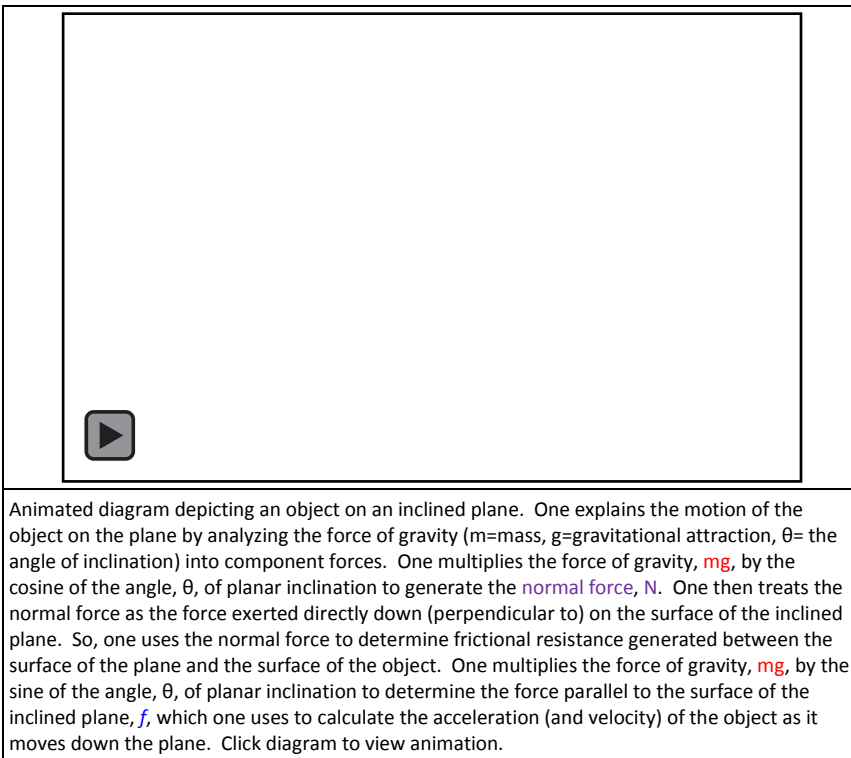 Animated diagram depicting an object on an inclined plane.  One explains the motion of the
object on the plane by analyzing the force of gravity (m=mass, g=gravitational attraction, θ= the
angle of inclination) into component forces.  One multiplies the force of gravity, mg, by the
cosine of the angle, θ, of planar inclination to generate the normal force, N.  One then treats the
normal force as the force exerted directly down (perpendicular to) on the surface of the inclined
plane.  So, one uses the normal force to determine frictional resistance generated between the
surface of the plane and the surface of the object.  One multiplies the force of gravity, mg, by the
sine of the angle, θ, of planar inclination to determine the force parallel to the surface of the
inclined plane, f, which one uses to calculate the acceleration (and velocity) of the object as it
moves down the plane.  Click diagram to view animation.